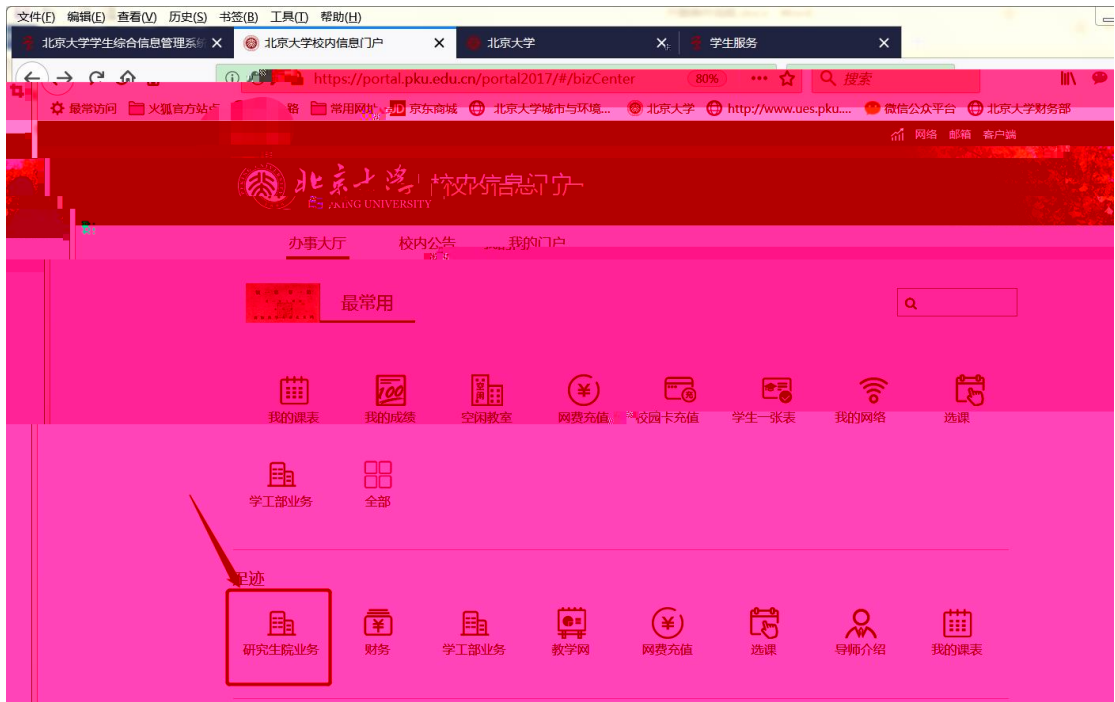 文件(F) 编辑(E) 查看(V) 历史(S) 书签(B) 工具(T) 帮助(H)
北京大学学生综合信息管理系统 北京大学校内信息门户 北京大学 学生服务
https://portal.pku.edu.cn/portal2017/#/bizCenter 80% 搜索
最常访问 火狐官方站点 常用网址 JD 京东商城 北京大学城市与环境... 北京大学 http://www.ues.pku.... 微信公众平台 北京大学财务部
网络 邮箱 客户端
北京大学 校内信息门户
PEKING UNIVERSITY
办事大厅 校内公告 我的门户
最常用
我的课表 我的成绩 空闲教室 网费充值 校园卡充值 学生一张表 我的网络 选课
学工部业务 全部
足迹
研究生院业务 财务 学工部业务 教学网 网费充值 选课 导师介绍 我的课表